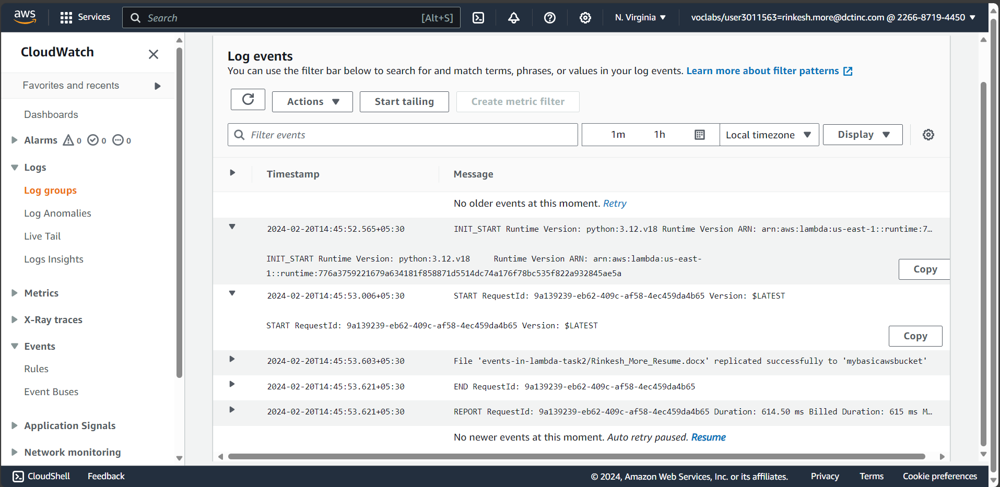 aws
Services
Search
[Alt+S]
N. Virginia
voclabs/user3011563=rinkesh.more@dctinc.com @ 2266-8719-4450
CloudWatch
Favorites and recents
Dashboards
Alarms 0 0 0
Logs
Log groups
Log Anomalies
Live Tail
Logs Insights
Metrics
X-Ray traces
Events
Rules
Event Buses
Application Signals
Network monitoring
Log events
You can use the filter bar below to search for and match terms, phrases, or values in your log events. Learn more about filter patterns
Actions
Start tailing
Create metric filter
Filter events
1m
1h
Local timezone
Display
Timestamp
Message
No older events at this moment. Retry
2024-02-20T14:45:52.565+05:30 INIT_START Runtime Version: python:3.12.v18 Runtime Version ARN: arn:aws:lambda:us-east-1::runtime:7…
INIT_START Runtime Version: python:3.12.v18 Runtime Version ARN: arn:aws:lambda:us-east-
1::runtime:776a3759221679a634181f858871d5514dc74a176f78bc535f822a932845ae5a
Copy
2024-02-20T14:45:53.006+05:30 START RequestId: 9a139239-eb62-409c-af58-4ec459da4b65 Version: $LATEST
START RequestId: 9a139239-eb62-409c-af58-4ec459da4b65 Version: $LATEST
Copy
2024-02-20T14:45:53.603+05:30 File 'events-in-lambda-task2/Rinkesh_More_Resume.docx' replicated successfully to 'mybasicawsbucket'
2024-02-20T14:45:53.621+05:30 END RequestId: 9a139239-eb62-409c-af58-4ec459da4b65
2024-02-20T14:45:53.621+05:30 REPORT RequestId: 9a139239-eb62-409c-af58-4ec459da4b65 Duration: 614.50 ms Billed Duration: 615 ms M…
No newer events at this moment. Auto retry paused. Resume
CloudShell
Feedback
© 2024, Amazon Web Services, Inc. or its affiliates.
Privacy
Terms
Cookie preferences